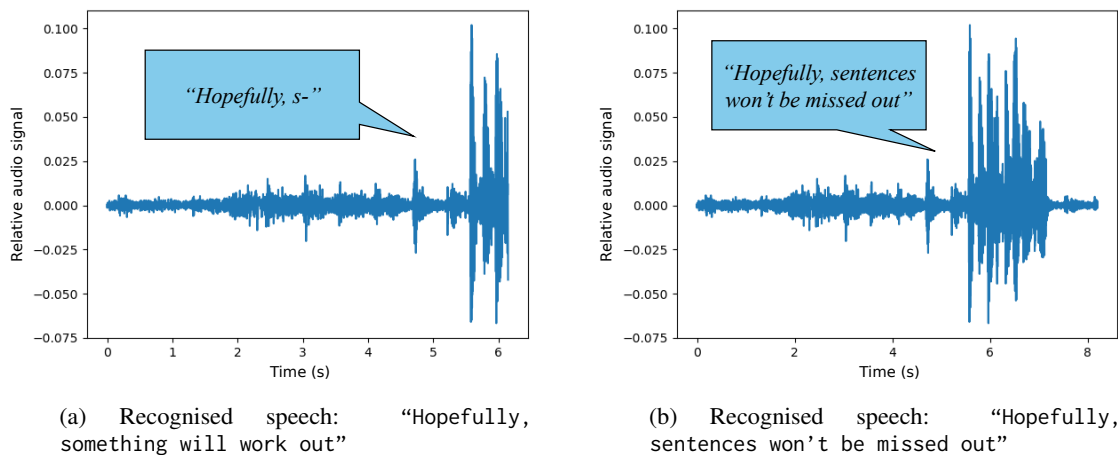 0.100
0.075
0.050
0.025
0.000
−0.025
−0.050
−0.075
Relative audio signal
“Hopefully, s-”
0 1 2 3 4 5 6
Time (s)
(a) Recognised speech: “Hopefully,
something will work out”
0.100
0.075
0.050
0.025
0.000
−0.025
−0.050
−0.075
Relative audio signal
“Hopefully, sentences
won’t be missed out”
0 2 4 6 8
Time (s)
(b) Recognised speech: “Hopefully,
sentences won't be missed out”